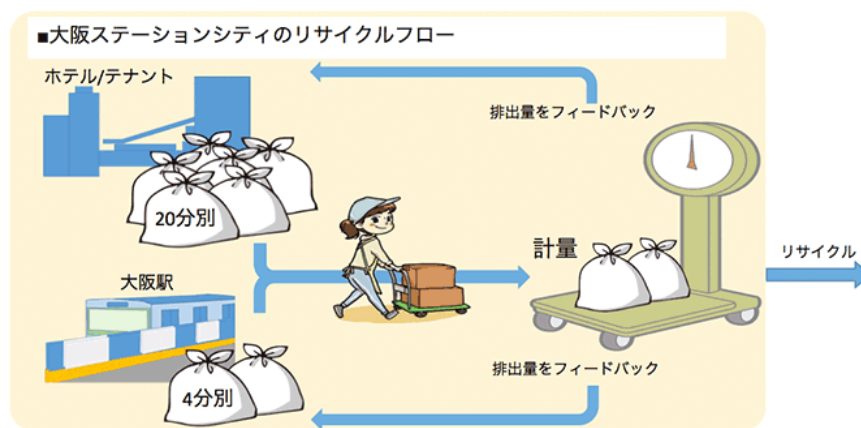 ■大阪ステーションシティのリサイクルフロー
ホテル/テナント
排出量をフィードバック
20分別
計量
リサイクル
大阪駅
排出量をフィードバック
4分別